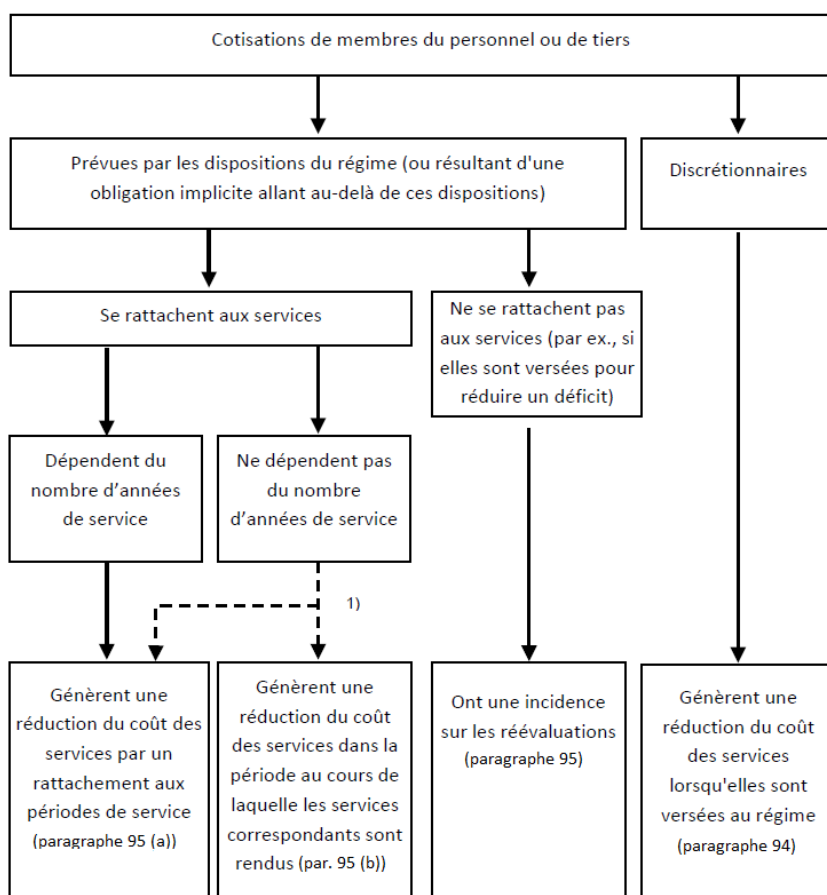 Cotisations de membres du personnel ou de tiers
Prévues par les dispositions du régime (ou résultant d'une
obligation implicite allant au-delà de ces dispositions)
Discrétionnaires
Se rattachent aux services
Ne se rattachent pas
aux services (par ex., si
elles sont versées pour
réduire un déficit)
Dépendent du
nombre d’années
de service
Ne dépendent pas
du nombre
d’années de service
1)
Génèrent une
réduction du coût des
services par un
rattachement aux
périodes de service
(paragraphe 95 (a))
Génèrent une
réduction du coût
des services dans la
période au cours de
laquelle les services
correspondants sont
rendus (par. 95 (b))
Ont une incidence
sur les réévaluations
(paragraphe 95)
Génèrent une
réduction du coût
des services
lorsqu'elles sont
versées au régime
(paragraphe 94)